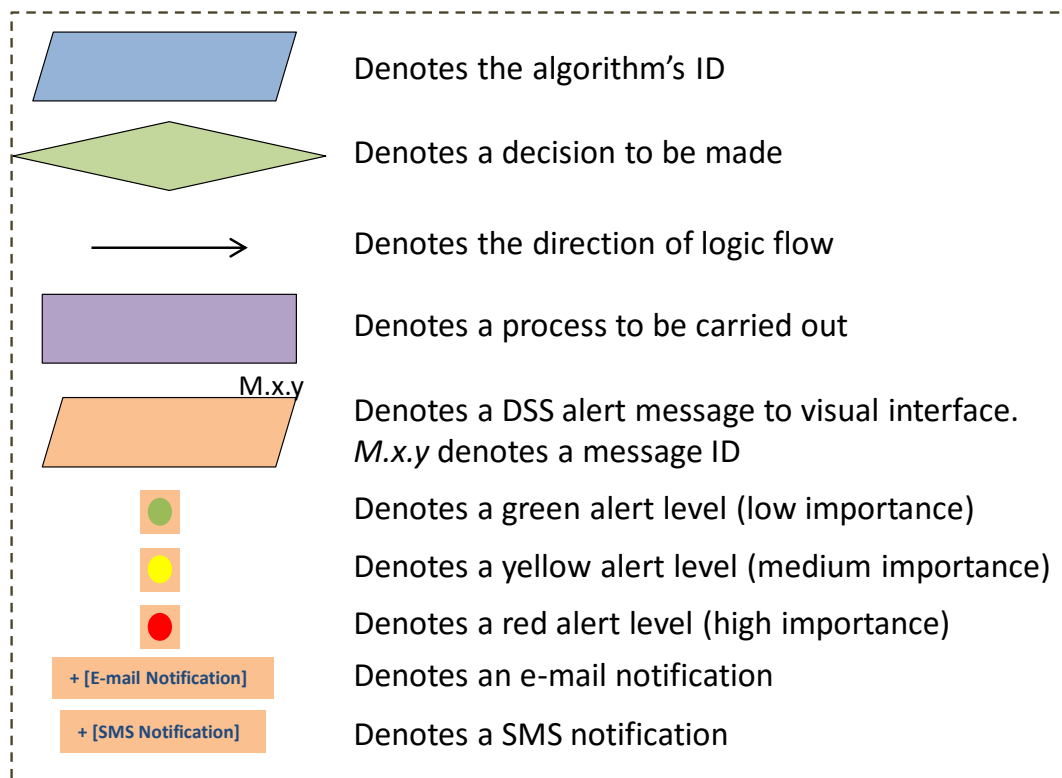 Denotes the algorithm’s ID
Denotes a decision to be made
Denotes the direction of logic flow
Denotes a process to be carried out
M.x.y
Denotes a DSS alert message to visual interface.
M.x.y denotes a message ID
Denotes a green alert level (low importance)
Denotes a yellow alert level (medium importance)
Denotes a red alert level (high importance)
+ [E-mail Notification]
Denotes an e-mail notification
+ [SMS Notification]
Denotes a SMS notification